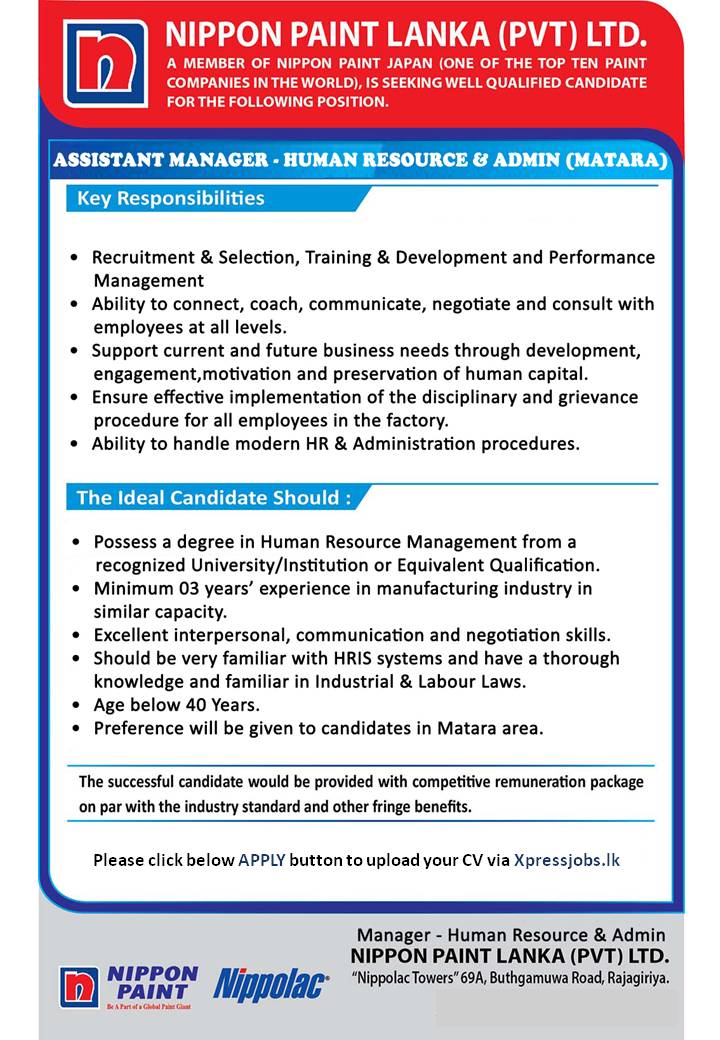 n
NIPPON PAINT LANKA (PVT) LTD.
A MEMBER OF NIPPON PAINT JAPAN (ONE OF THE TOP TEN PAINT
COMPANIES IN THE WORLD), IS SEEKING WELL QUALIFIED CANDIDATE
FOR THE FOLLOWING POSITION.
ASSISTANT MANAGER - HUMAN RESOURCE & ADMIN (MATARA)
Key Responsibilities
• Recruitment & Selection, Training & Development and Performance
Management
• Ability to connect, coach, communicate, negotiate and consult with
employees at all levels.
• Support current and future business needs through development,
engagement,motivation and preservation of human capital.
• Ensure effective implementation of the disciplinary and grievance
procedure for all employees in the factory.
• Ability to handle modern HR & Administration procedures.
The Ideal Candidate Should :
• Possess a degree in Human Resource Management from a
recognized University/Institution or Equivalent Qualification.
• Minimum 03 years’ experience in manufacturing industry in
similar capacity.
• Excellent interpersonal, communication and negotiation skills.
• Should be very familiar with HRIS systems and have a thorough
knowledge and familiar in Industrial & Labour Laws.
• Age below 40 Years.
• Preference will be given to candidates in Matara area.
The successful candidate would be provided with competitive remuneration package
on par with the industry standard and other fringe benefits.
Please click below APPLY button to upload your CV via Xpressjobs.lk
Manager - Human Resource & Admin
NIPPON PAINT LANKA (PVT) LTD.
“Nippolac Towers” 69A, Buthgamuwa Road, Rajagiriya.
n
NIPPON
PAINT
Be A Part of a Global Paint Giant
Nippolac®